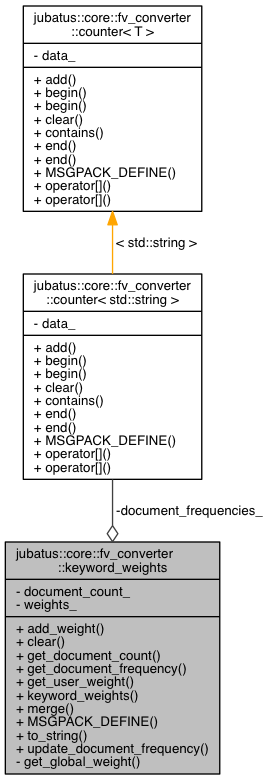 jubatus::core::fv_converter
::counter< T >
- data_
+ add()
+ begin()
+ begin()
+ clear()
+ contains()
+ end()
+ end()
+ MSGPACK_DEFINE()
+ operator[]()
+ operator[]()
< std::string >
jubatus::core::fv_converter
::counter< std::string >
- data_
+ add()
+ begin()
+ begin()
+ clear()
+ contains()
+ end()
+ end()
+ MSGPACK_DEFINE()
+ operator[]()
+ operator[]()
-document_frequencies_
jubatus::core::fv_converter
::keyword_weights
- document_count_
- weights_
+ add_weight()
+ clear()
+ get_document_count()
+ get_document_frequency()
+ get_user_weight()
+ keyword_weights()
+ merge()
+ MSGPACK_DEFINE()
+ to_string()
+ update_document_frequency()
- get_global_weight()